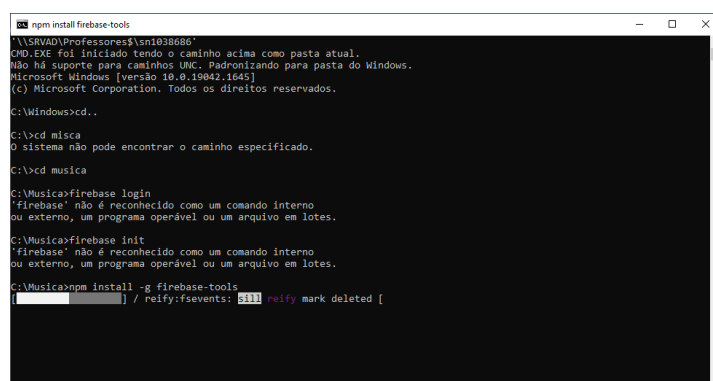 npm install firebase-tools
'\\SRVAD\Professores$\sn1038686'
CMD.EXE foi iniciado tendo o caminho acima como pasta atual.
Não há suporte para caminhos UNC. Padronizando para pasta do Windows.
Microsoft Windows [versão 10.0.19042.1645]
(c) Microsoft Corporation. Todos os direitos reservados.
C:\Windows>cd..
C:\>cd misca
O sistema não pode encontrar o caminho especificado.
C:\>cd musica
C:\Musica>firebase login
'firebase' não é reconhecido como um comando interno
ou externo, um programa operável ou um arquivo em lotes.
C:\Musica>firebase init
'firebase' não é reconhecido como um comando interno
ou externo, um programa operável ou um arquivo em lotes.
C:\Musica>npm install -g firebase-tools
[ ] / reify:fsevents: sill reify mark deleted [